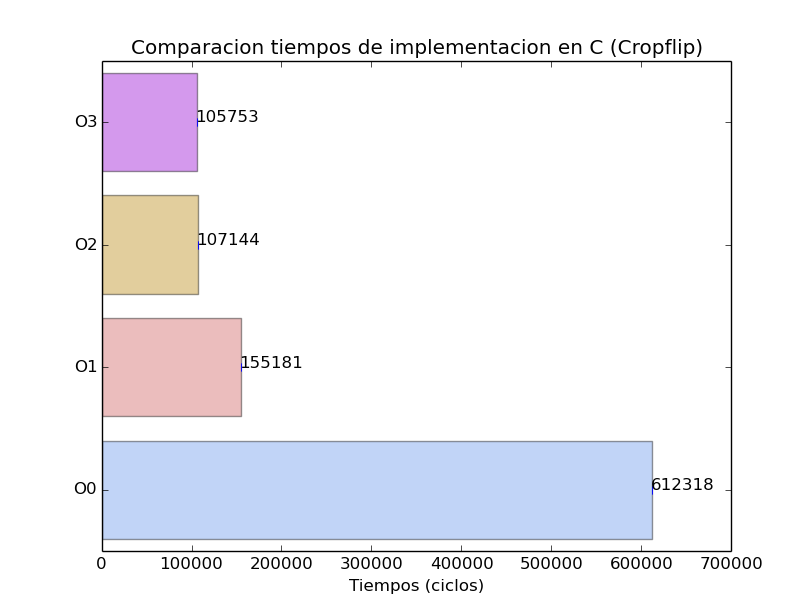 Comparacion tiempos de implementacion en C (Cropflip)
O3
105753
O2
107144
O1
155181
O0
612318
0 100000 200000 300000 400000 500000 600000 700000
Tiempos (ciclos)